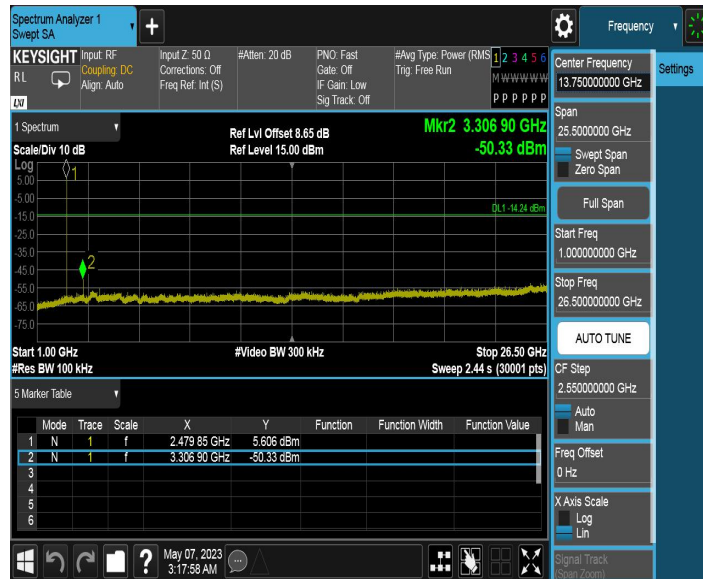 Spectrum Analyzer 1
Swept SA
Frequency
KEYSIGHT
RL
LXI
Input: RF
Coupling: DC
Align: Auto
Input Z: 50 Ω
Corrections: Off
Freq Ref: Int (S)
#Atten: 20 dB
PNO: Fast
Gate: Off
IF Gain: Low
Sig Track: Off
#Avg Type: Power (RMS
Trig: Free Run
1 2 3 4 5 6
M W W W W W
P P P P P P
Center Frequency
13.750000000 GHz
Settings
Span
25.5000000 GHz
Swept Span
Zero Span
Full Span
Start Freq
1.000000000 GHz
Stop Freq
26.500000000 GHz
AUTO TUNE
CF Step
2.550000000 GHz
Auto
Man
Freq Offset
0 Hz
X Axis Scale
Log
Lin
Signal Track
(Span Zoom)
1 Spectrum
Scale/Div 10 dB
Ref Lvl Offset 8.65 dB
Ref Level 15.00 dBm
Mkr2 3.306 90 GHz
-50.33 dBm
Log
5.00
-5.00
-15.0
-25.0
-35.0
-45.0
-55.0
-65.0
-75.0
1
2
DL1 -14.24 dBm
Start 1.00 GHz
#Res BW 100 kHz
#Video BW 300 kHz
Stop 26.50 GHz
Sweep 2.44 s (30001 pts)
5 Marker Table
Mode Trace Scale X Y Function Function Width Function Value
1 N 1 f 2.479 85 GHz 5.606 dBm
2 N 1 f 3.306 90 GHz -50.33 dBm
3
4
5
6
May 07, 2023
3:17:58 AM